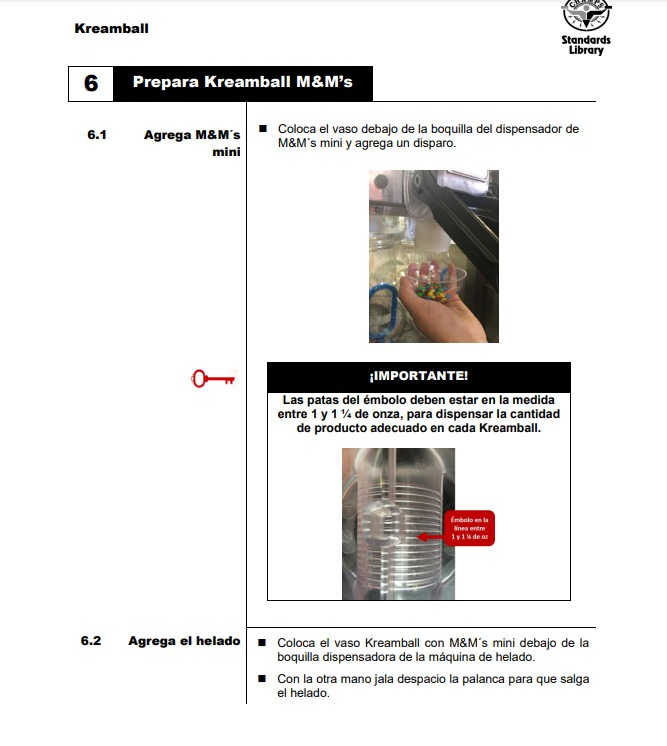 CHAMPS
Standards
Library
Kreamball
6 Prepara Kreamball M&M's
6.1 Agrega M&M´s
mini
■ Coloca el vaso debajo de la boquilla del dispensador de
M&M´s mini y agrega un disparo.
¡IMPORTANTE!
Las patas del émbolo deben estar en la medida
entre 1 y 1 ¼ de onza, para dispensar la cantidad
de producto adecuado en cada Kreamball.
Émbolo en la
línea entre
1 y 1 ¼ de oz
6.2 Agrega el helado
■ Coloca el vaso Kreamball con M&M´s mini debajo de la
boquilla dispensadora de la máquina de helado.
■ Con la otra mano jala despacio la palanca para que salga
el helado.